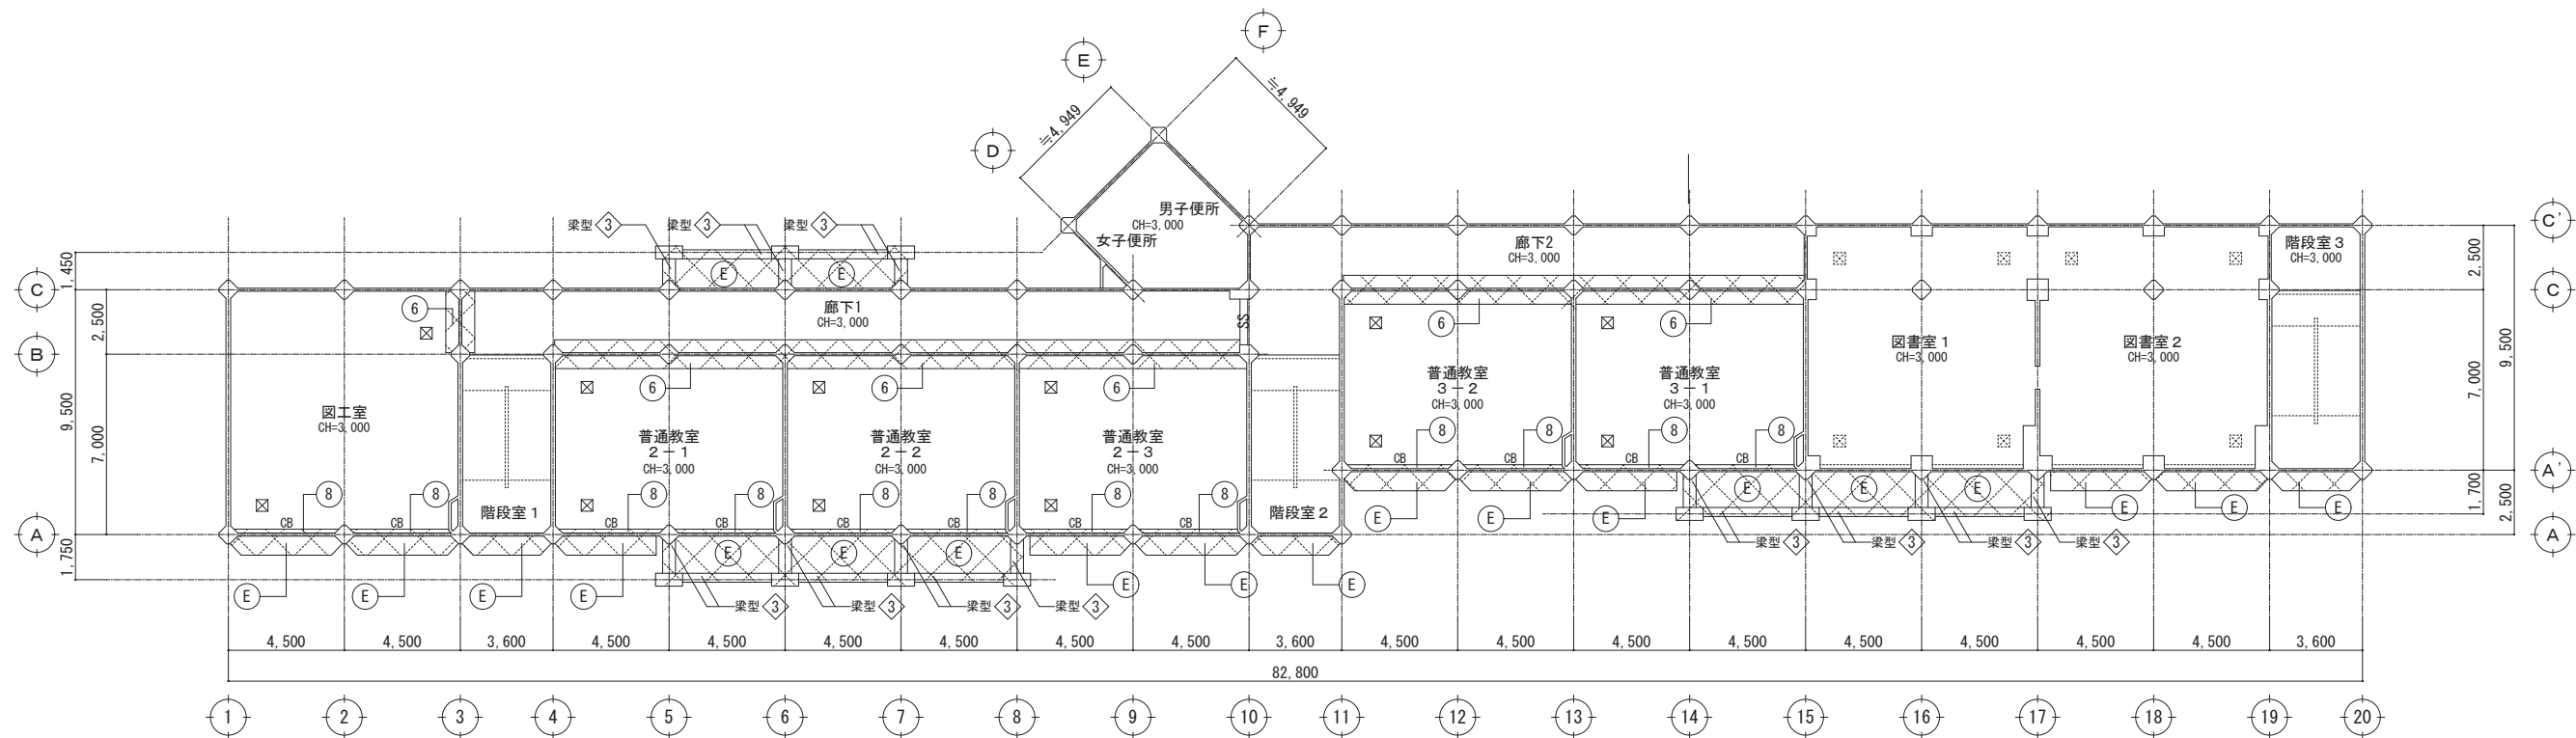 F
E
≒4,949
≒4,949
D
男子便所
CH=3,000
女子便所
梁型 3
梁型 3
梁型 3
C'
C'
1,450
E
E
廊下2
CH=3,000
階段室3
CH=3,000
2,500
C
C
6
廊下1
CH=3,000
SS
6
6
2,500
B
図書室1
CH=3,000
図書室2
CH=3,000
9,500
普通教室
3-2
CH=3,000
普通教室
3-1
CH=3,000
7,000
6
6
6
図二室
CH=3,000
9,500
7,000
普通教室
2-1
CH=3,000
普通教室
2-2
CH=3,000
普通教室
2-3
CH=3,000
8
8
8
8
CB
CB
CB
CB
A'
8
8
8
8
8
8
8
8
E
E
E
E
E
E
1,700
2,500
階段室1
階段室2
E
E
E
CB
CB
CB
CB
CB
CB
CB
CB
A
A
梁型 3
梁型 3
梁型 3
梁型 3
E
E
E
1,750
E
E
E
E
E
E
E
梁型 3
梁型 3
梁型 3
梁型 3
4,500
4,500
3,600
4,500
4,500
4,500
4,500
4,500
4,500
3,600
4,500
4,500
4,500
4,500
4,500
4,500
4,500
4,500
3,600
82,800
1
2
3
4
5
6
7
8
9
10
11
12
13
14
15
16
17
18
19
20